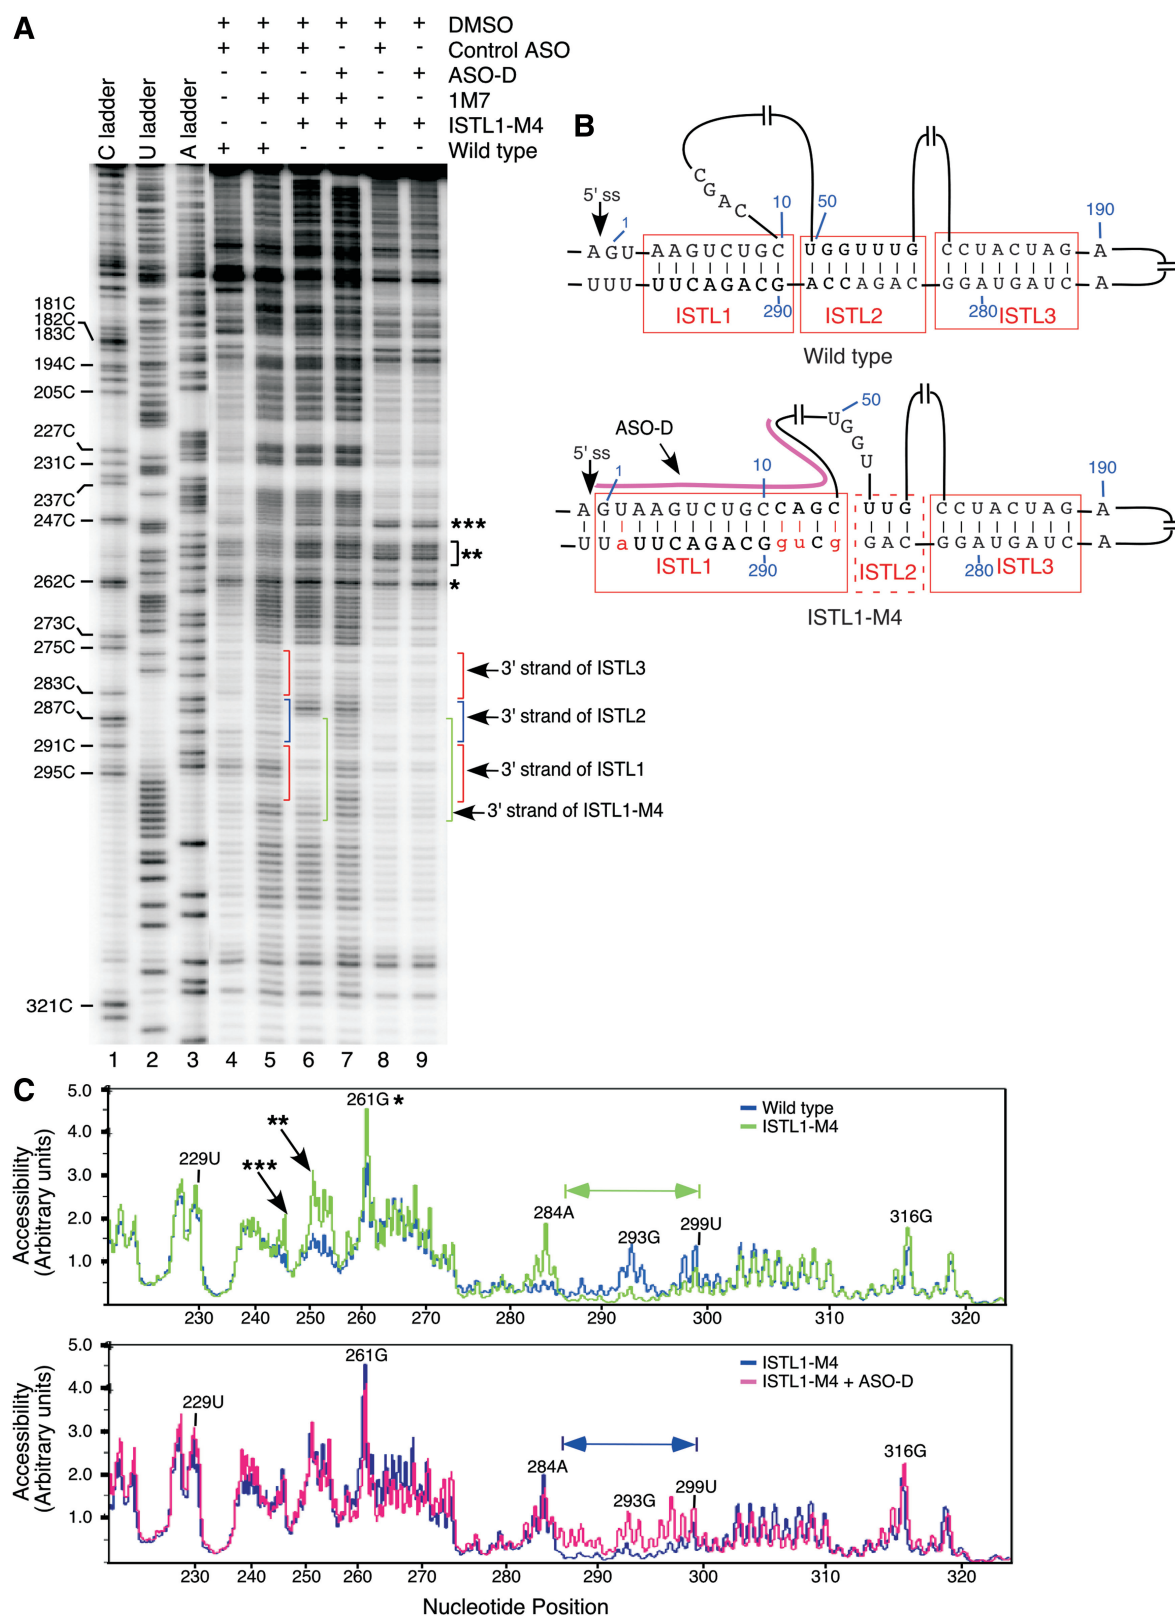 A
+ + + + + + DMSO
+ + + - + - Control ASO
- - - + - + ASO-D
- + + + - - 1M7
- - + + + + ISTL1-M4
+ + - - - - Wild type
C ladder
U ladder
A ladder
181C
182C
183C
194C
205C
227C
231C
237C
247C
262C
273C
275C
283C
287C
291C
295C
321C
***
**
*
3' strand of ISTL3
3' strand of ISTL2
3' strand of ISTL1
3' strand of ISTL1-M4
1 2 3 4 5 6 7 8 9
B
C
G
A
C
5' ss
1
10
50
190
AGU AAGUCUGC UGGUUUG CCUACUAG A
UUU UUCAGACG ACCAGAC GGAUGAUC A
ISTL1
290
ISTL2
280
ISTL3
Wild type
ASO-D
5' ss
1
10
50
190
U
G
G
U
A GUAAGUCUGCCAGC UUG CCUACUAG A
U UaUUCAGACGguCg GAC GGAUGAUC A
ISTL1
290
ISTL2
280
ISTL3
ISTL1-M4
C
Accessibility
(Arbitrary units)
5.0
4.0
3.0
2.0
1.0
229U
***
**
261G *
284A
293G
299U
316G
Wild type
ISTL1-M4
230 240 250 260 270 280 290 300 310 320
Accessibility
(Arbitrary units)
5.0
4.0
3.0
2.0
1.0
229U
261G
284A
293G
299U
316G
ISTL1-M4
ISTL1-M4 + ASO-D
230 240 250 260 270 280 290 300 310 320
Nucleotide Position